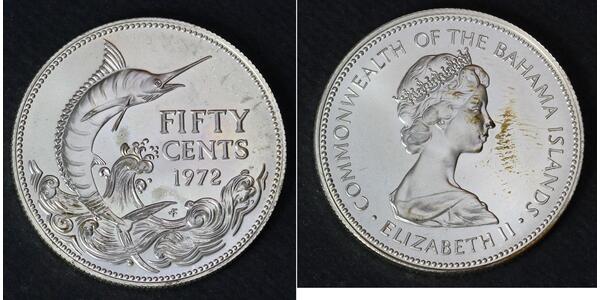 FIFTY
CENTS
1972
COMMONWEALTH OF THE BAHAMA ISLANDS
· ELIZABETH II ·